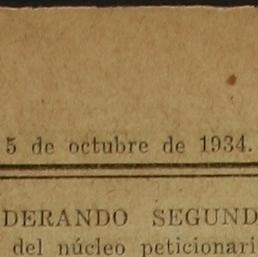 5 de octubre de 1934.
DERANDO SEGUND
del núcleo peticionari